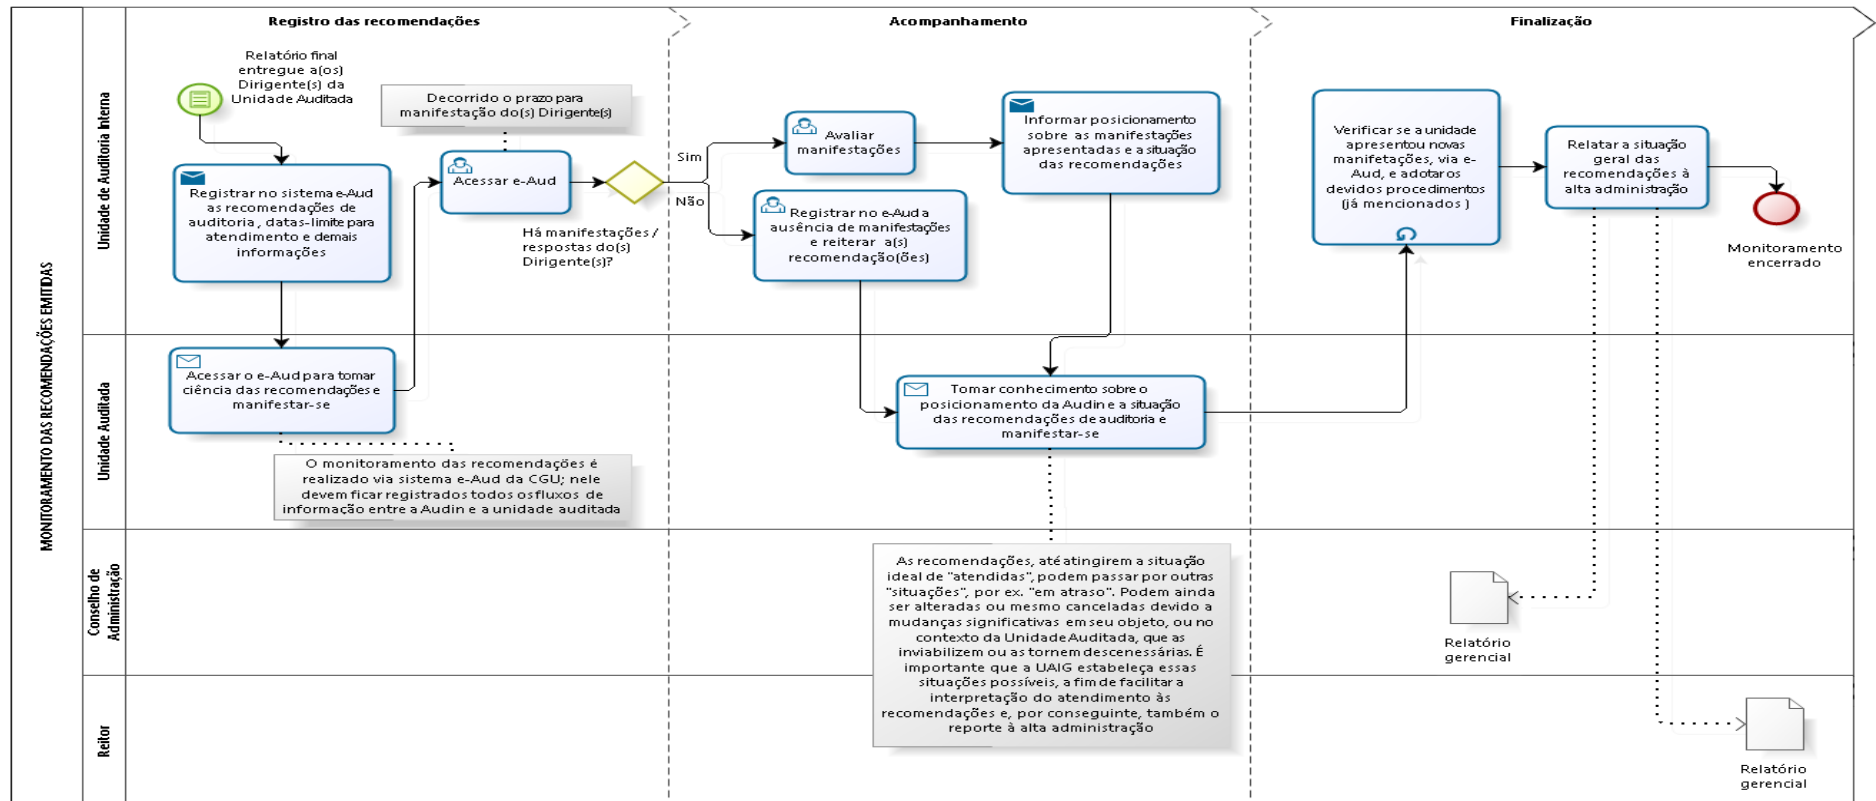 MONITORAMENTO DAS RECOMENDAÇÕES EMITIDAS
Registro das recomendações
Acompanhamento
Finalização
Unidade de Auditoria Interna
Relatório final
entregue a(os)
Dirigente(s) da
Unidade Auditada
Registrar no sistema e-Aud
as recomendações de
auditoria, datas-limite para
atendimento e demais
informações
Decorrido o prazo para
manifestação do(s) Dirigente(s)
Acessar e-Aud
Há manifestações /
respostas do(s)
Dirigente(s)?
Sim
Não
Avaliar
manifestações
Registrar no e-Aud a
ausência de manifestações
e reiterar a(s)
recomendação(ões)
Informar posicionamento
sobre as manifestações
apresentadas e a situação
das recomendações
Verificar se a unidade
apresentou novas
manifetações, via e-
Aud, e adotaros
devidos procedimentos
(já mencionados )
Relatar a situação
geral das
recomendações à
alta administração
Monitoramento
encerrado
Unidade Auditada
Acessar o e-Aud para tomar
ciência das recomendações e
manifestar-se
O monitoramento das recomendações é
realizado via sistema e-Aud da CGU; nele
devem ficar registrados todos os fluxos de
informação entre a Audin e a unidade auditada
Tomar conhecimento sobre o
posicionamento da Audin e a situação
das recomendações de auditoria e
manifestar-se
Conselho de
Administração
As recomendações, até atingirem a situação
ideal de "atendidas", podem passar por outras
"situações", por ex. "em atraso". Podem ainda
ser alteradas ou mesmo canceladas devido a
mudanças significativas em seu objeto, ou no
contexto da Unidade Auditada, que as
inviabilizem ou as tornem descenessárias. É
importante que a UAIG estabeleça essas
situações possíveis, a fim de facilitar a
interpretação do atendimento às
recomendações e, por conseguinte, também o
reporte à alta administração
Relatório
gerencial
Reitor
Relatório
gerencial